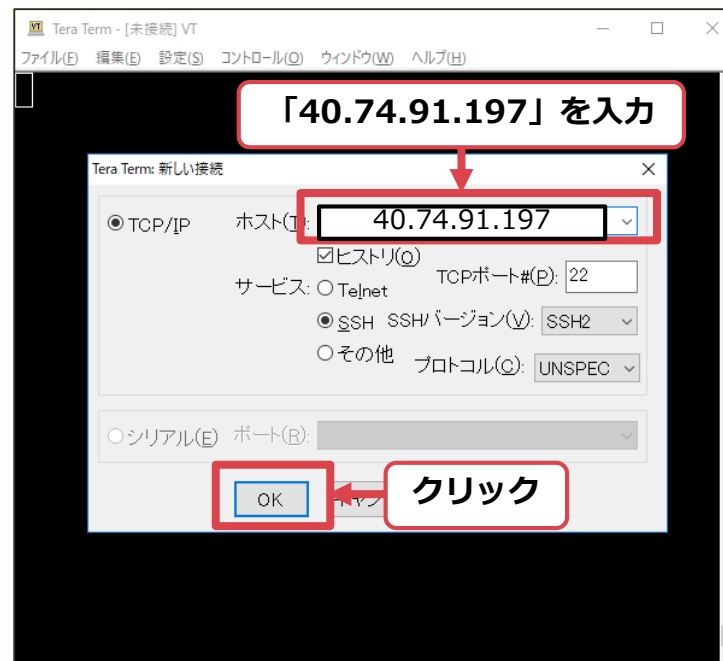 Tera Term - [未接続] VT
ファイル(F) 編集(E) 設定(S) コントロール(O) ウィンドウ(W) ヘルプ(H)
「40.74.91.197」を入力
Tera Term: 新しい接続
TCP/IP ホスト(T): 40.74.91.197
ヒストリ(O)
サービス: Telnet TCPポート#(P): 22
SSH SSHバージョン(V): SSH2
その他 プロトコル(C): UNSPEC
シリアル(E) ポート(R):
OK クリック